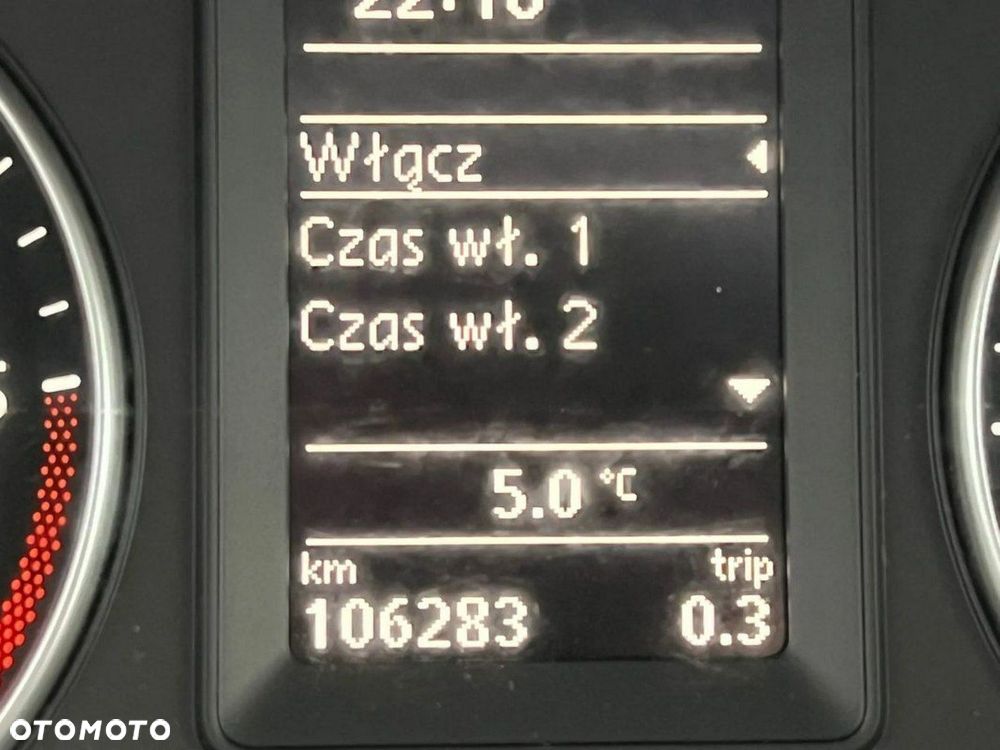 Włącz
Czas wł. 1
Czas wł. 2
5.0 °C
km trip
106283 0.3
OTOMOTO